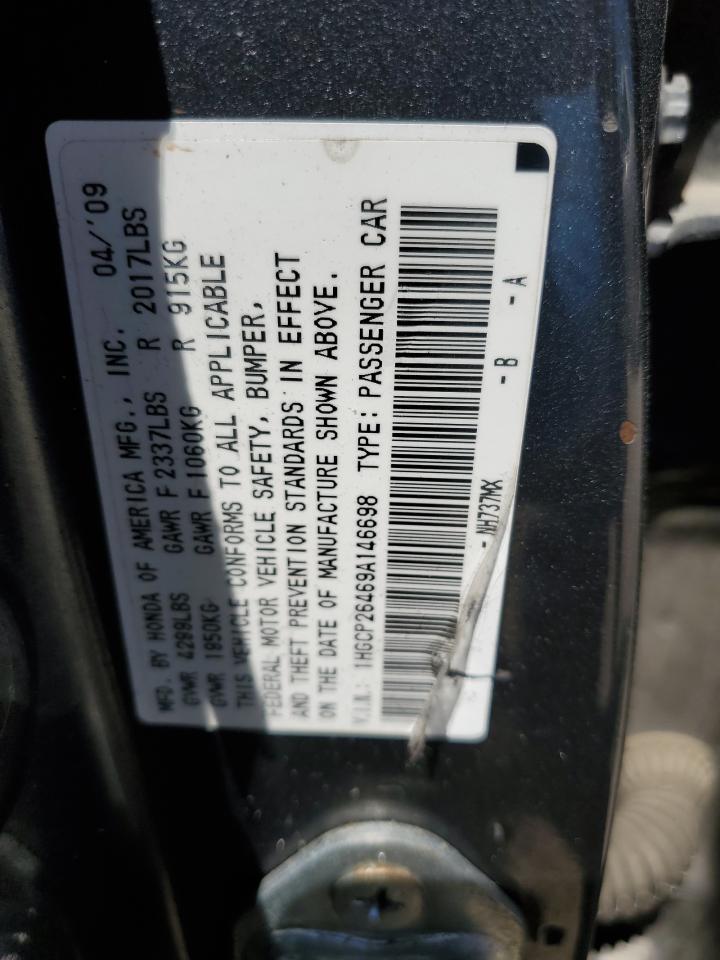 MFD. BY HONDA OF AMERICA MFG., INC. 04/'09
GVWR 4299LBS GAWR F 2337LBS R 2017LBS
GVWR 1950KG GAWR F 1060KG R 915KG
THIS VEHICLE CONFORMS TO ALL APPLICABLE
FEDERAL MOTOR VEHICLE SAFETY, BUMPER,
AND THEFT PREVENTION STANDARDS IN EFFECT
ON THE DATE OF MANUFACTURE SHOWN ABOVE.
V.I.N.: 1HGCP26469A146698 TYPE: PASSENGER CAR
- NH737MX - B - A